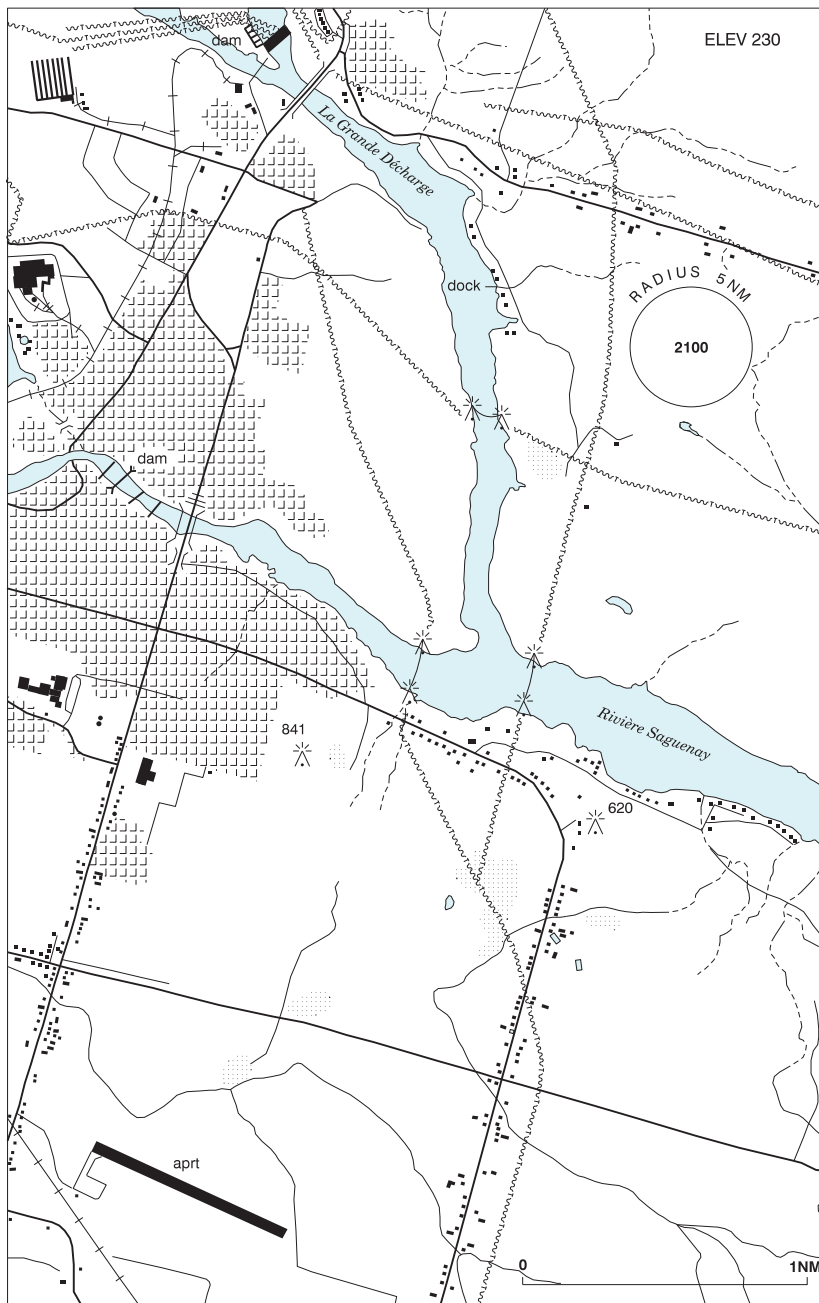 dam
ELEV 230
La Grande Décharge
dock
RADIUS 5NM
2100
dam
Rivière Saguenay
841
620
aprt
0 1NM